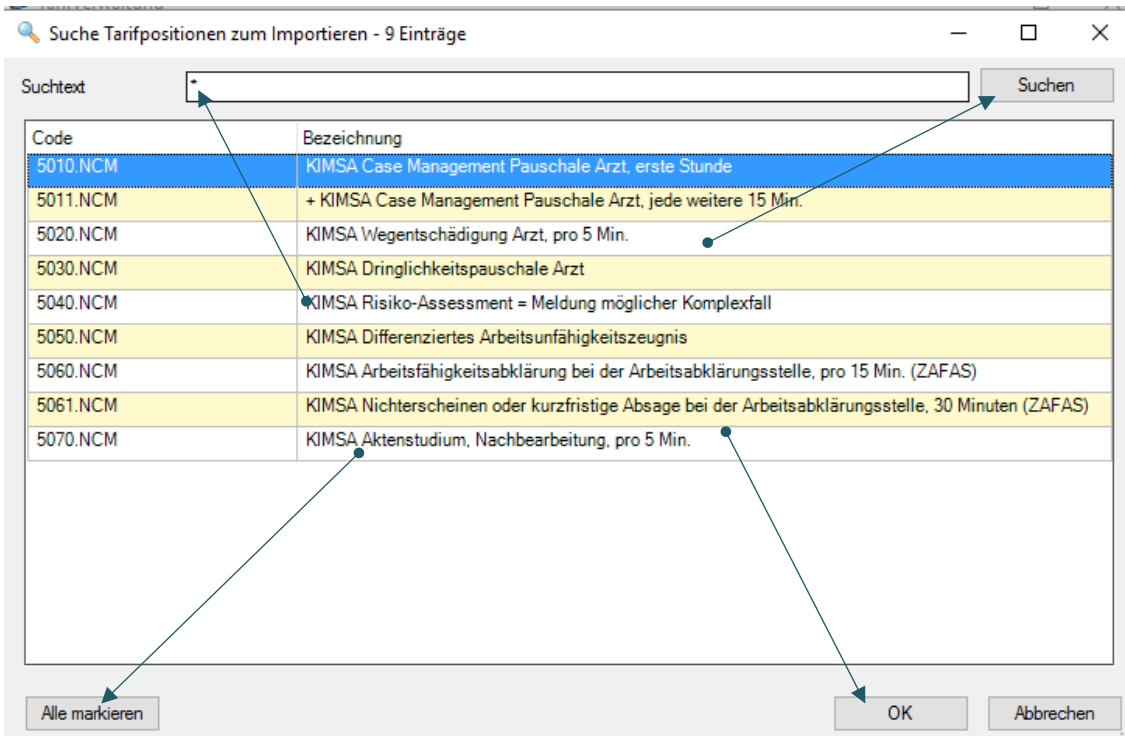 Suche Tarifpositionen zum Importieren - 9 Einträge
Suchtext * Suchen
Code Bezeichnung
5010.NCM KIMSA Case Management Pauschale Arzt, erste Stunde
5011.NCM + KIMSA Case Management Pauschale Arzt, jede weitere 15 Min.
5020.NCM KIMSA Wegentschädigung Arzt, pro 5 Min.
5030.NCM KIMSA Dringlichkeitspauschale Arzt
5040.NCM KIMSA Risiko-Assessment = Meldung möglicher Komplexfall
5050.NCM KIMSA Differenziertes Arbeitsunfähigkeitszeugnis
5060.NCM KIMSA Arbeitsfähigkeitsabklärung bei der Arbeitsabklärungsstelle, pro 15 Min. (ZAFAS)
5061.NCM KIMSA Nichterscheinen oder kurzfristige Absage bei der Arbeitsabklärungsstelle, 30 Minuten (ZAFAS)
5070.NCM KIMSA Aktenstudium, Nachbearbeitung, pro 5 Min.
Alle markieren OK Abbrechen